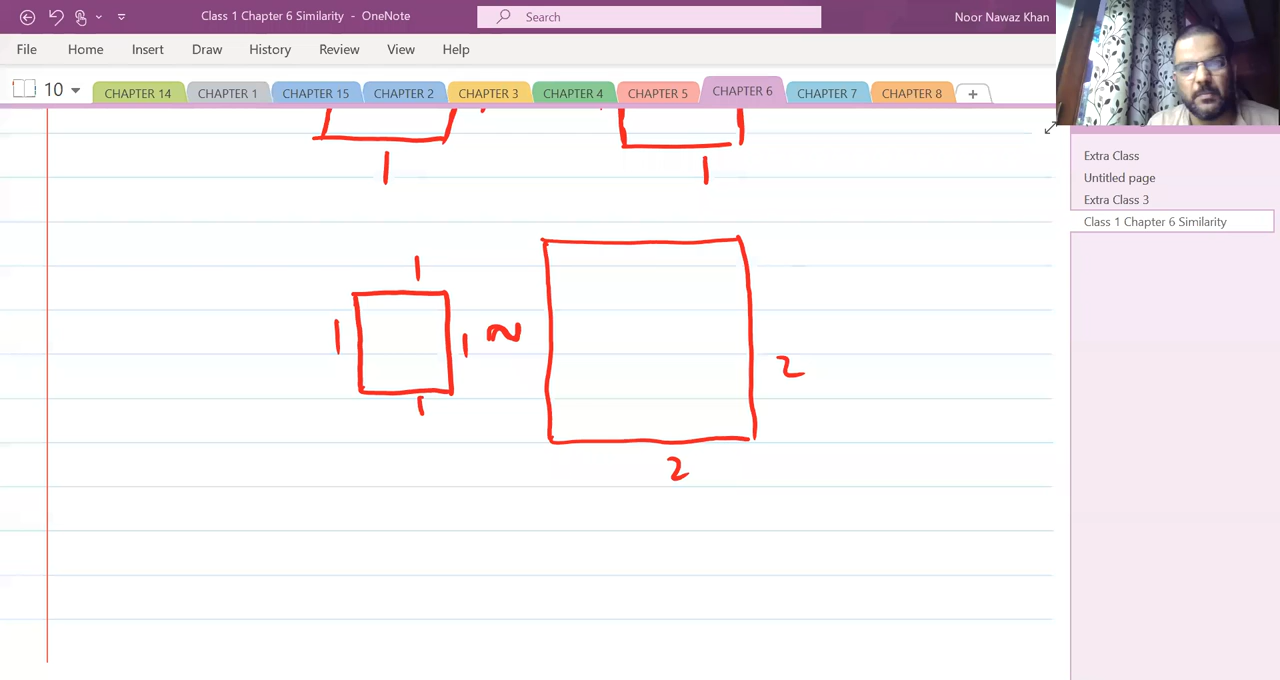 Class 1 Chapter 6 Similarity - OneNote
Search
Noor Nawaz Khan
File Home Insert Draw History Review View Help
10 CHAPTER 14 CHAPTER 1 CHAPTER 15 CHAPTER 2 CHAPTER 3 CHAPTER 4 CHAPTER 5 CHAPTER 6 CHAPTER 7 CHAPTER 8 +
Extra Class
Untitled page
Extra Class 3
Class 1 Chapter 6 Similarity
1 1
1
1 1 ~ 2
1
2